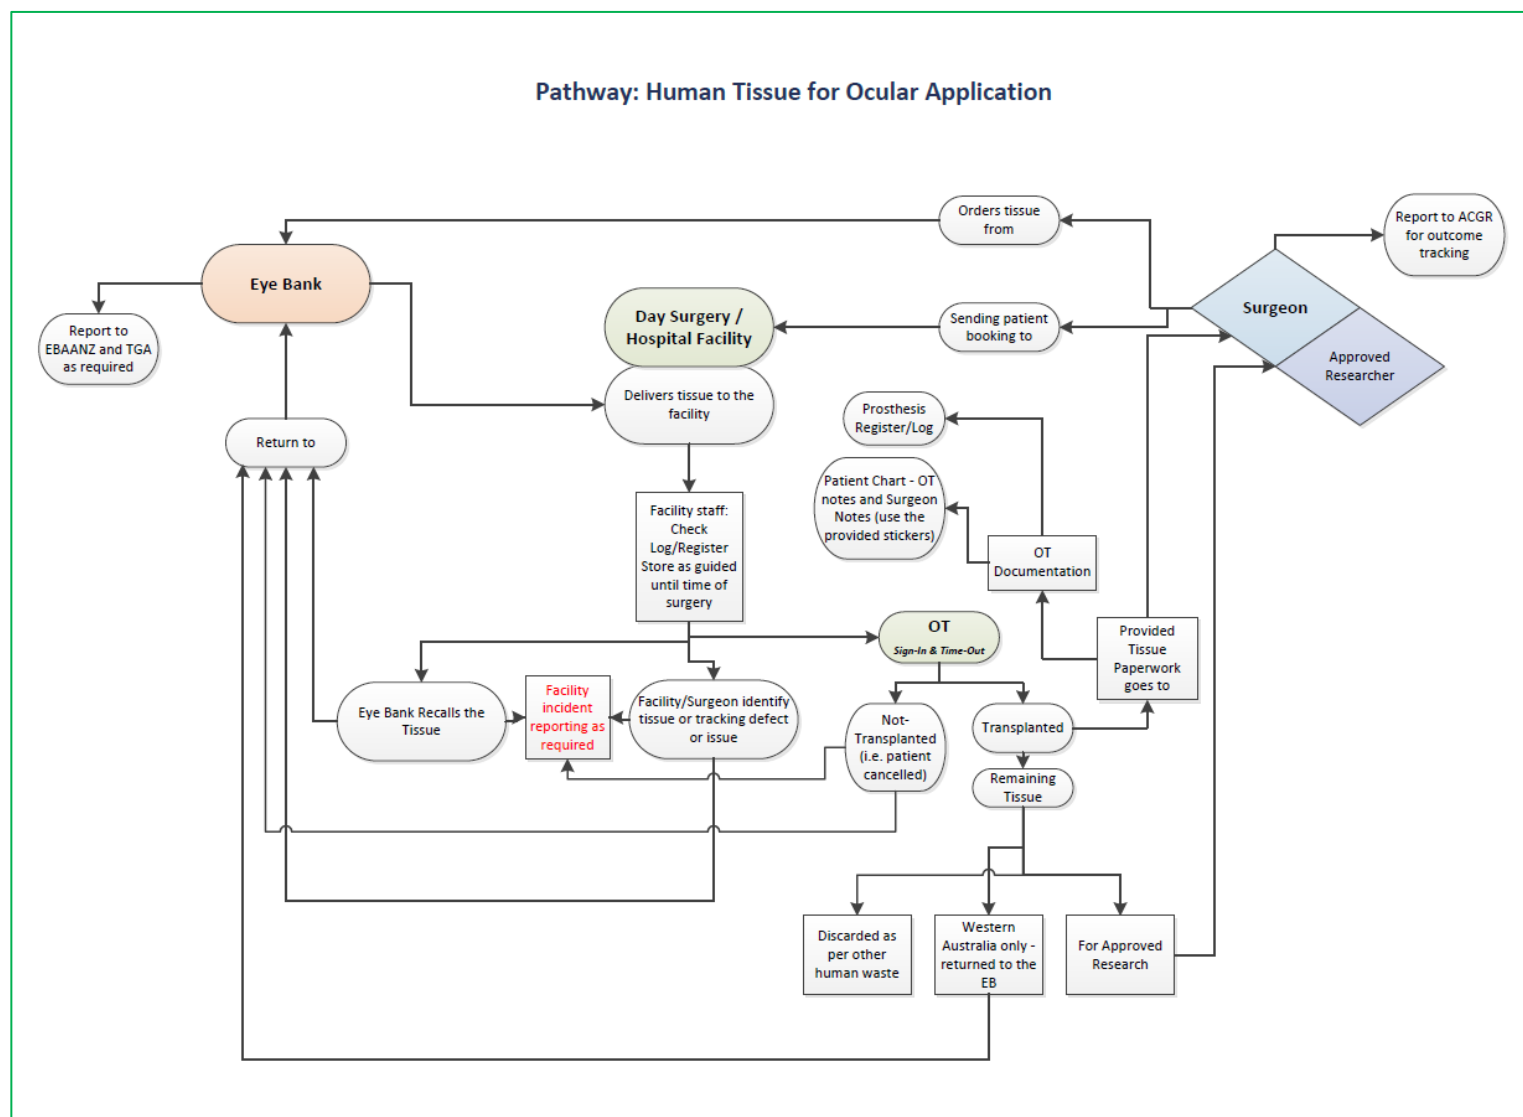 Pathway: Human Tissue for Ocular Application
Orders tissue
from
Report to ACGR
for outcome
tracking
Eye Bank
Day Surgery /
Hospital Facility
Sending patient
booking to
Surgeon
Report to
EBAANZ and TGA
as required
Approved
Researcher
Delivers tissue to the
facility
Prosthesis
Register/Log
Return to
Patient Chart - OT
notes and Surgeon
Notes (use the
provided stickers)
Facility staff:
Check
Log/Register
Store as guided
until time of
surgery
OT
Documentation
OT
Sign-In & Time-Out
Provided
Tissue
Paperwork
goes to
Eye Bank Recalls the
Tissue
Facility
incident
reporting as
required
Facility/Surgeon identify
tissue or tracking defect
or issue
Not-
Transplanted
(i.e. patient
cancelled)
Transplanted
Remaining
Tissue
Discarded as
per other
human waste
Western
Australia only -
returned to the
EB
For Approved
Research